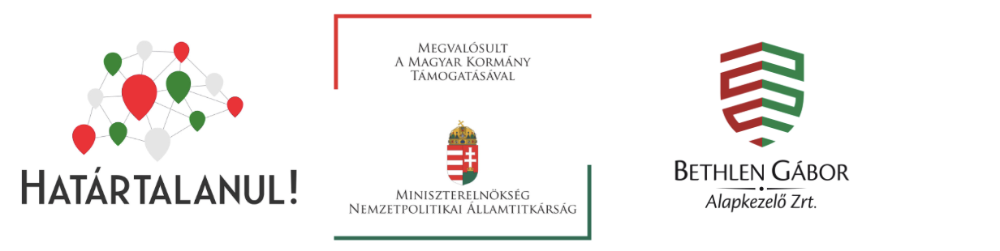 HATÁRTALANUL!
MEGVALÓSULT
A MAGYAR KORMÁNY
TÁMOGATÁSÁVAL
MINISZTERELNÖKSÉG
NEMZETPOLITIKAI ÁLLAMTITKÁRSÁG
BETHLEN GÁBOR
Alapkezelő Zrt.